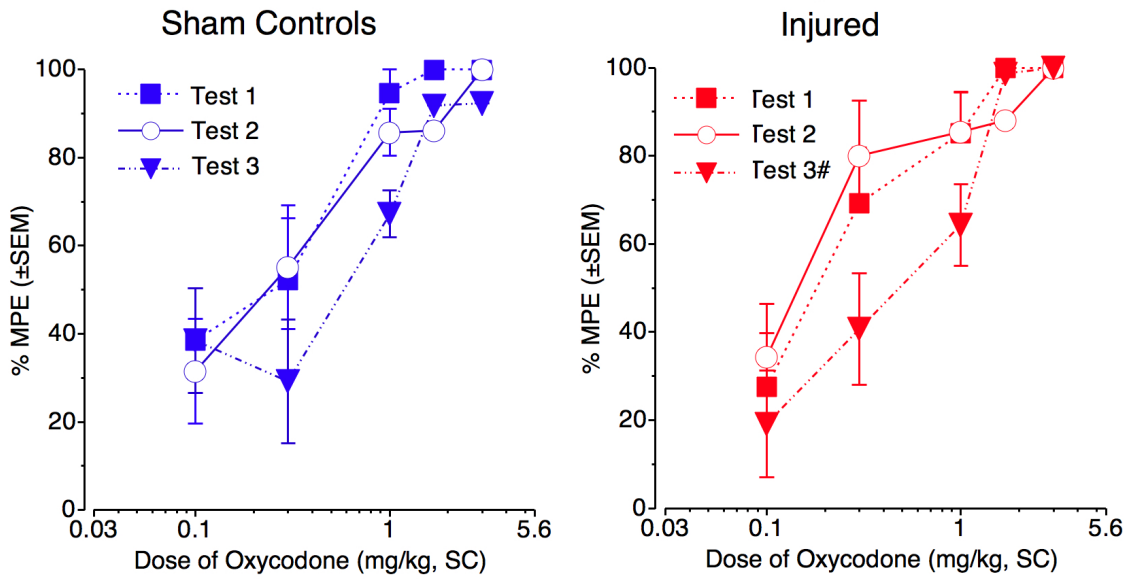 Sham Controls
Injured
100
80
60
40
20
0
% MPE (±SEM)
Test 1
Test 2
Test 3
0.03
0.1
1
5.6
Dose of Oxycodone (mg/kg, SC)
100
80
60
40
20
0
% MPE (±SEM)
Test 1
Test 2
Test 3#
0.03
0.1
1
5.6
Dose of Oxycodone (mg/kg, SC)